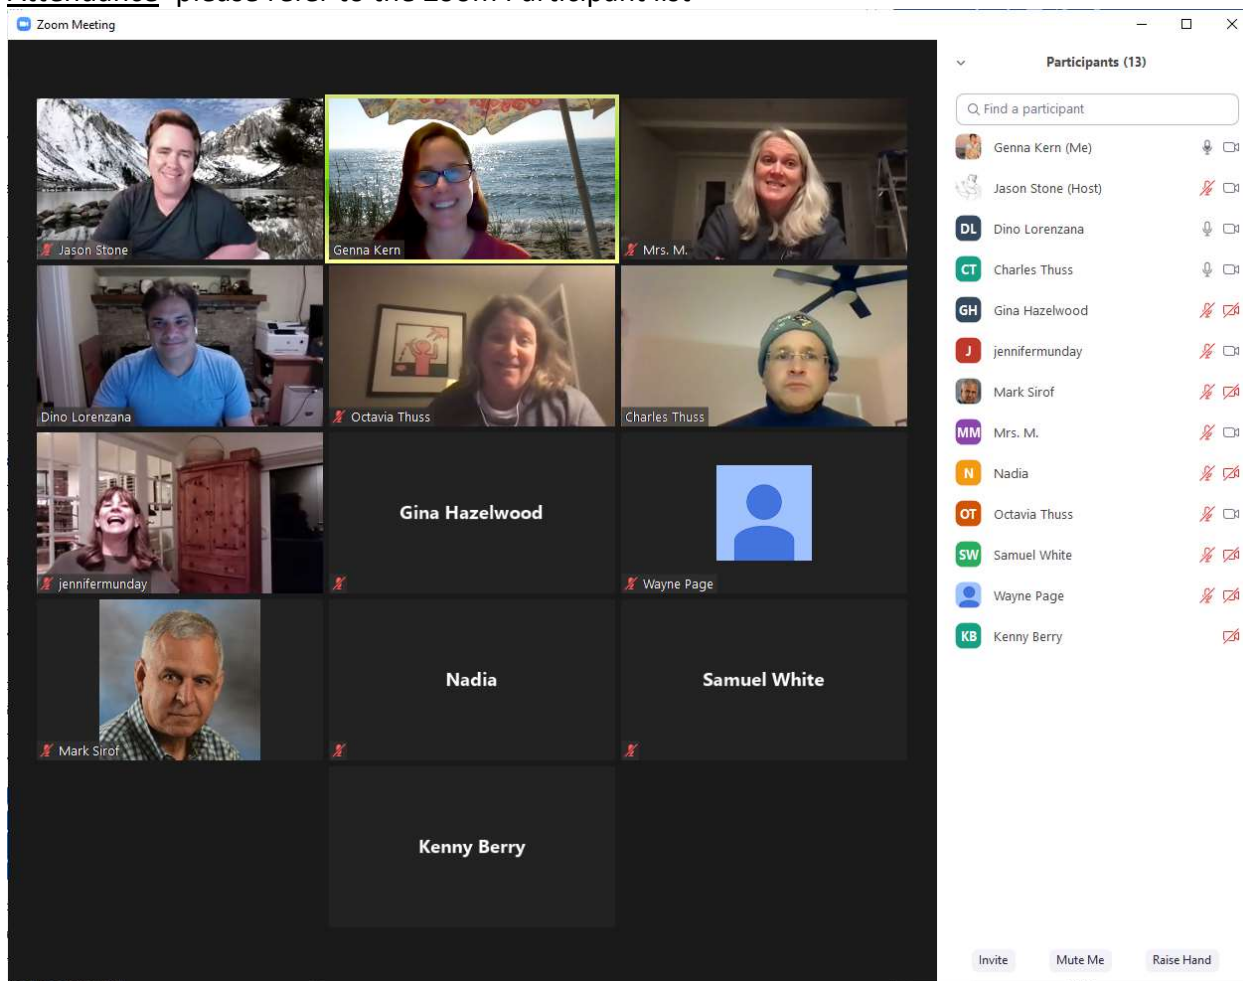 Attendance- please refer to the Zoom Participant list
Zoom Meeting
Jason Stone
Genna Kern
Mrs. M.
Dino Lorenzana
Octavia Thuss
Charles Thuss
jennifermunday
Gina Hazelwood
Wayne Page
Mark Sirof
Nadia
Samuel White
Kenny Berry
Participants (13)
Find a participant
Genna Kern (Me)
Jason Stone (Host)
DL Dino Lorenzana
CT Charles Thuss
GH Gina Hazelwood
J jennifermunday
Mark Sirof
MM Mrs. M.
N Nadia
OT Octavia Thuss
SW Samuel White
Wayne Page
KB Kenny Berry
Invite Mute Me Raise Hand